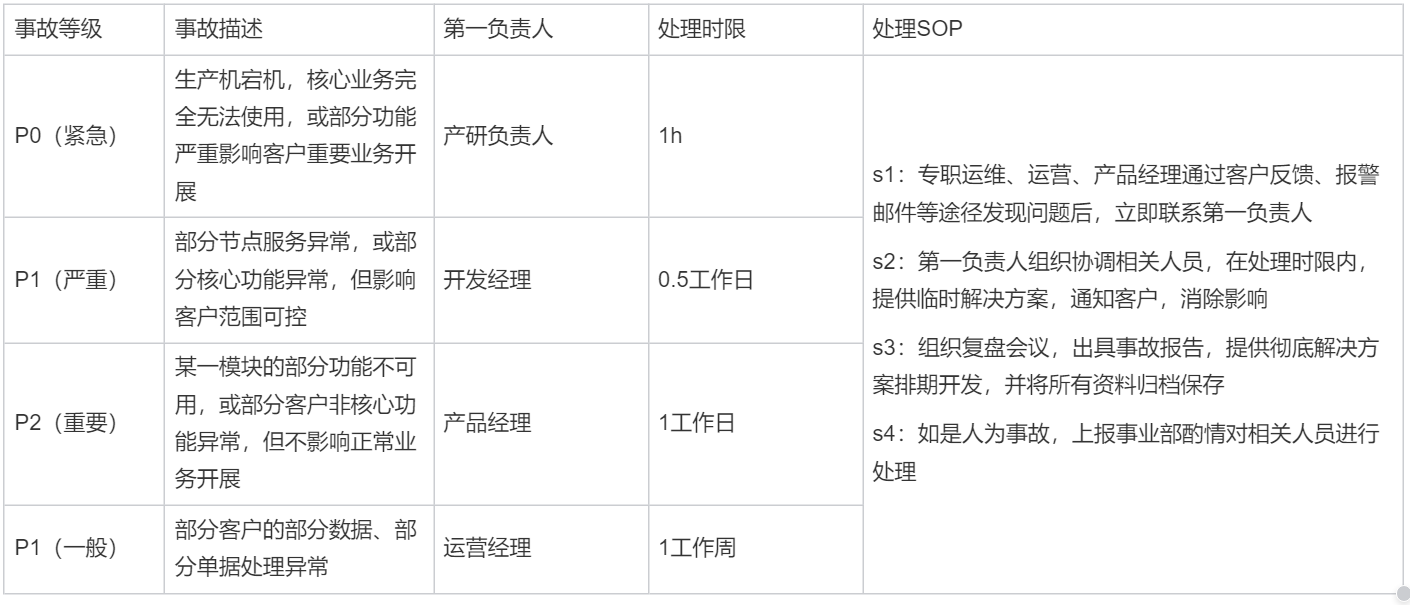 事故等级
事故描述
第一负责人
处理时限
处理SOP
P0（紧急）
生产机宕机，核心业务完
全无法使用，或部分功能
严重影响客户重要业务开
展
产研负责人
1h
P1（严重）
部分节点服务异常，或部
分核心功能异常，但影响
客户范围可控
开发经理
0.5工作日
P2（重要）
某一模块的部分功能不可
用，或部分客户非核心功
能异常，但不影响正常业
务开展
产品经理
1工作日
P1（一般）
部分客户的部分数据、部
分单据处理异常
运营经理
1工作周
s1：专职运维、运营、产品经理通过客户反馈、报警
邮件等途径发现问题后，立即联系第一负责人
s2：第一负责人组织协调相关人员，在处理时限内，
提供临时解决方案，通知客户，消除影响
s3：组织复盘会议，出具事故报告，提供彻底解决方
案排期开发，并将所有资料归档保存
s4：如是人为事故，上报事业部酌情对相关人员进行
处理